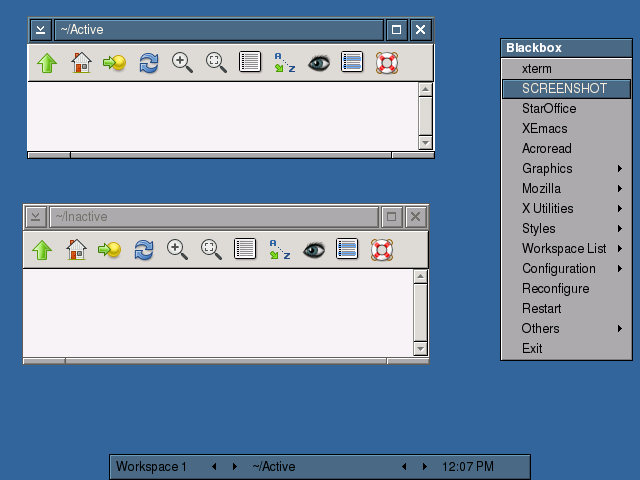 ~/Active
A
Z
~/Inactive
A
Z
Blackbox
xterm
SCREENSHOT
StarOffice
XEmacs
Acroread
Graphics
Mozilla
X Utilities
Styles
Workspace List
Configuration
Reconfigure
Restart
Others
Exit
Workspace 1 ~/Active 12:07 PM